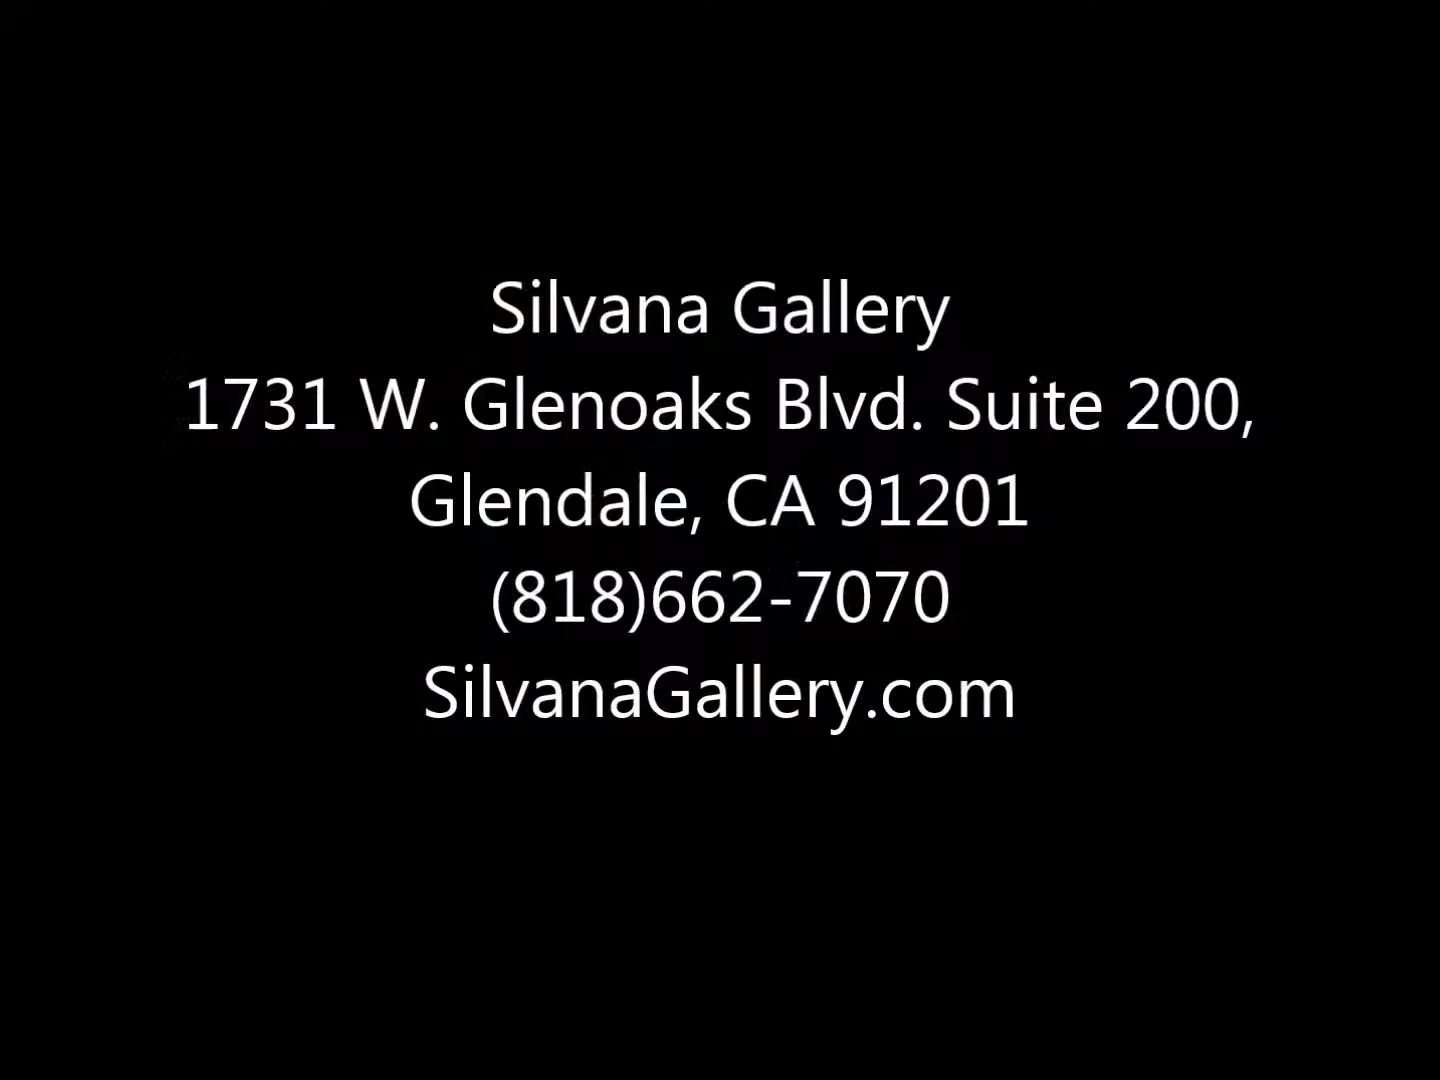 Silvana Gallery
1731 W. Glenoaks Blvd. Suite 200,
Glendale, CA 91201
(818)662-7070
SilvanaGallery.com